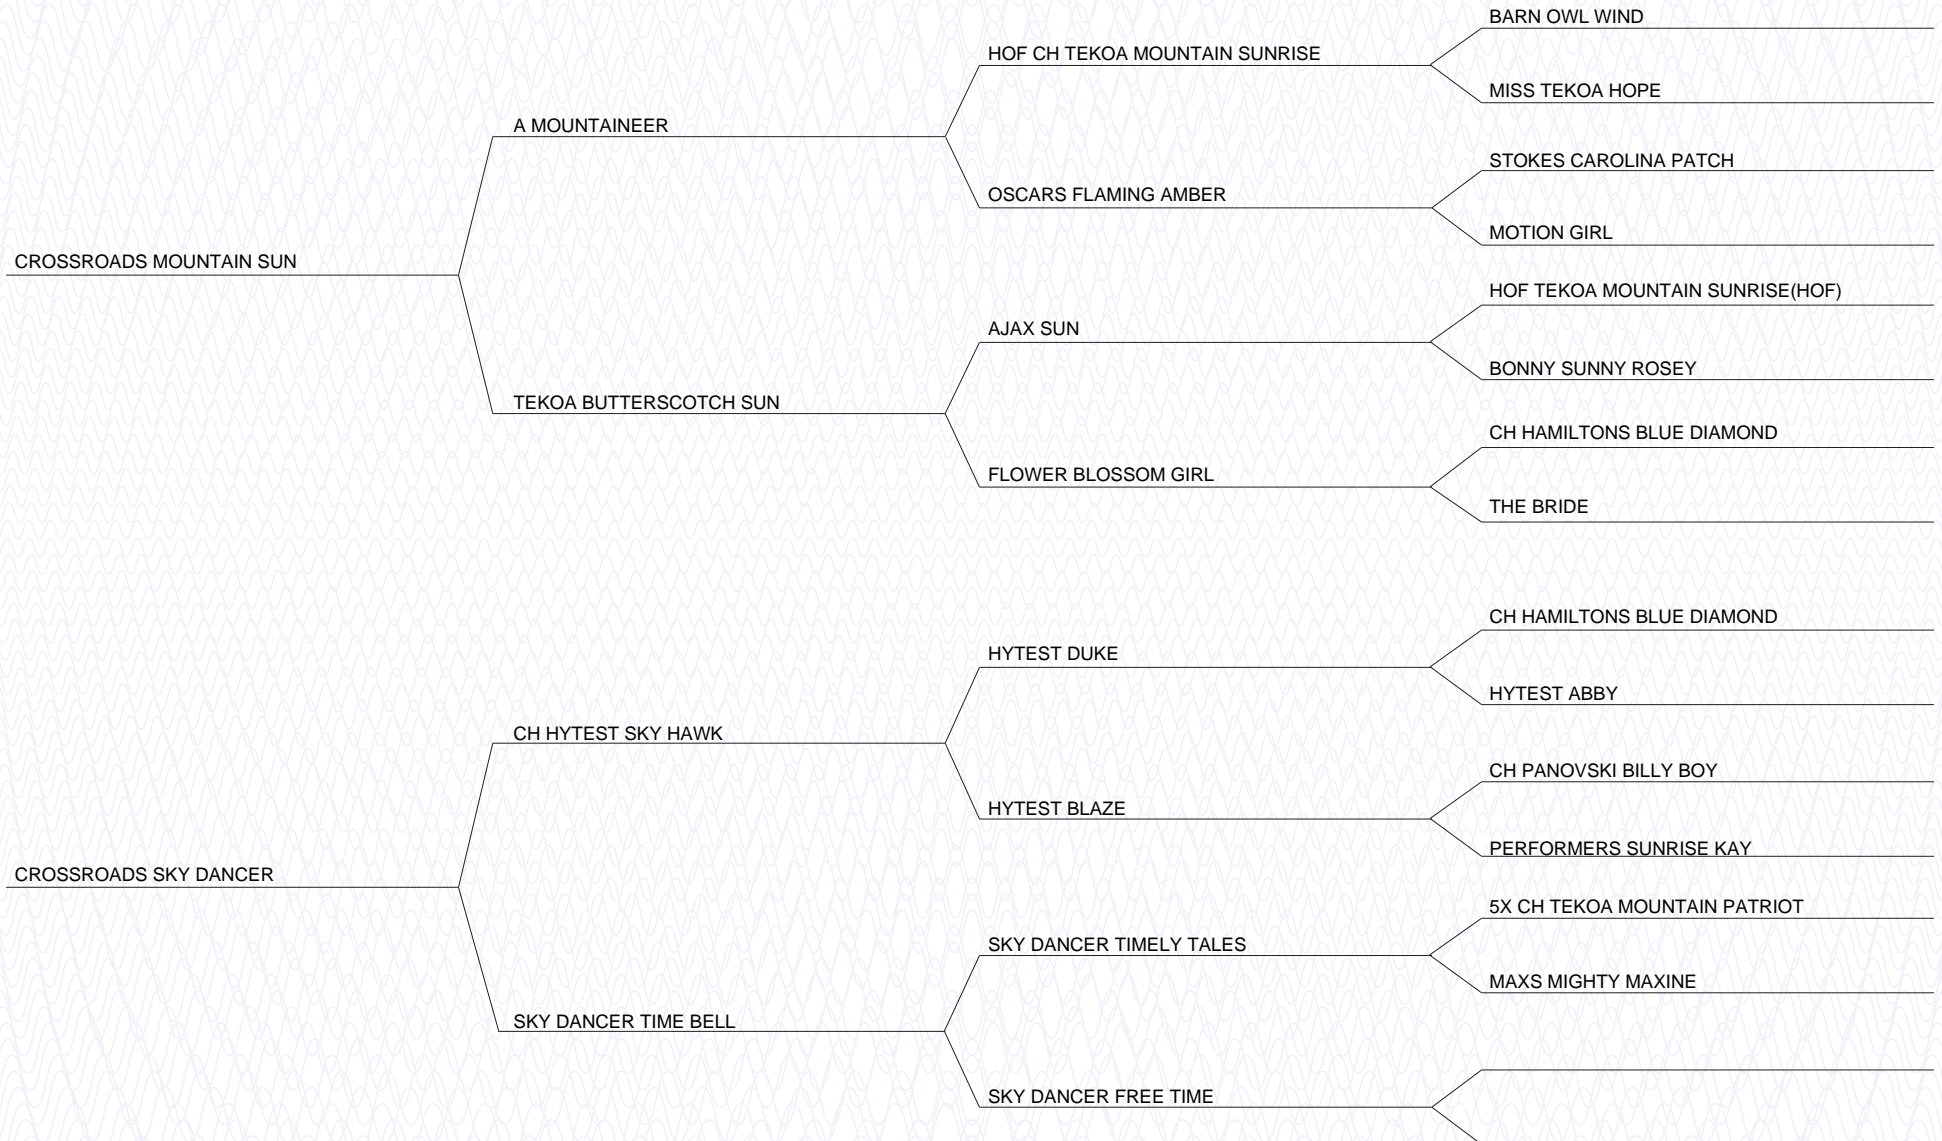 BARN OWL WIND
HOF CH TEKOA MOUNTAIN SUNRISE
MISS TEKOA HOPE
A MOUNTAINEER
STOKES CAROLINA PATCH
OSCARS FLAMING AMBER
MOTION GIRL
CROSSROADS MOUNTAIN SUN
HOF TEKOA MOUNTAIN SUNRISE(HOF)
AJAX SUN
BONNY SUNNY ROSEY
TEKOA BUTTERSCOTCH SUN
CH HAMILTONS BLUE DIAMOND
FLOWER BLOSSOM GIRL
THE BRIDE
CH HAMILTONS BLUE DIAMOND
HYTEST DUKE
HYTEST ABBY
CH HYTEST SKY HAWK
CH PANOVSKI BILLY BOY
HYTEST BLAZE
PERFORMERS SUNRISE KAY
CROSSROADS SKY DANCER
5X CH TEKOA MOUNTAIN PATRIOT
SKY DANCER TIMELY TALES
MAXS MIGHTY MAXINE
SKY DANCER TIME BELL
SKY DANCER FREE TIME